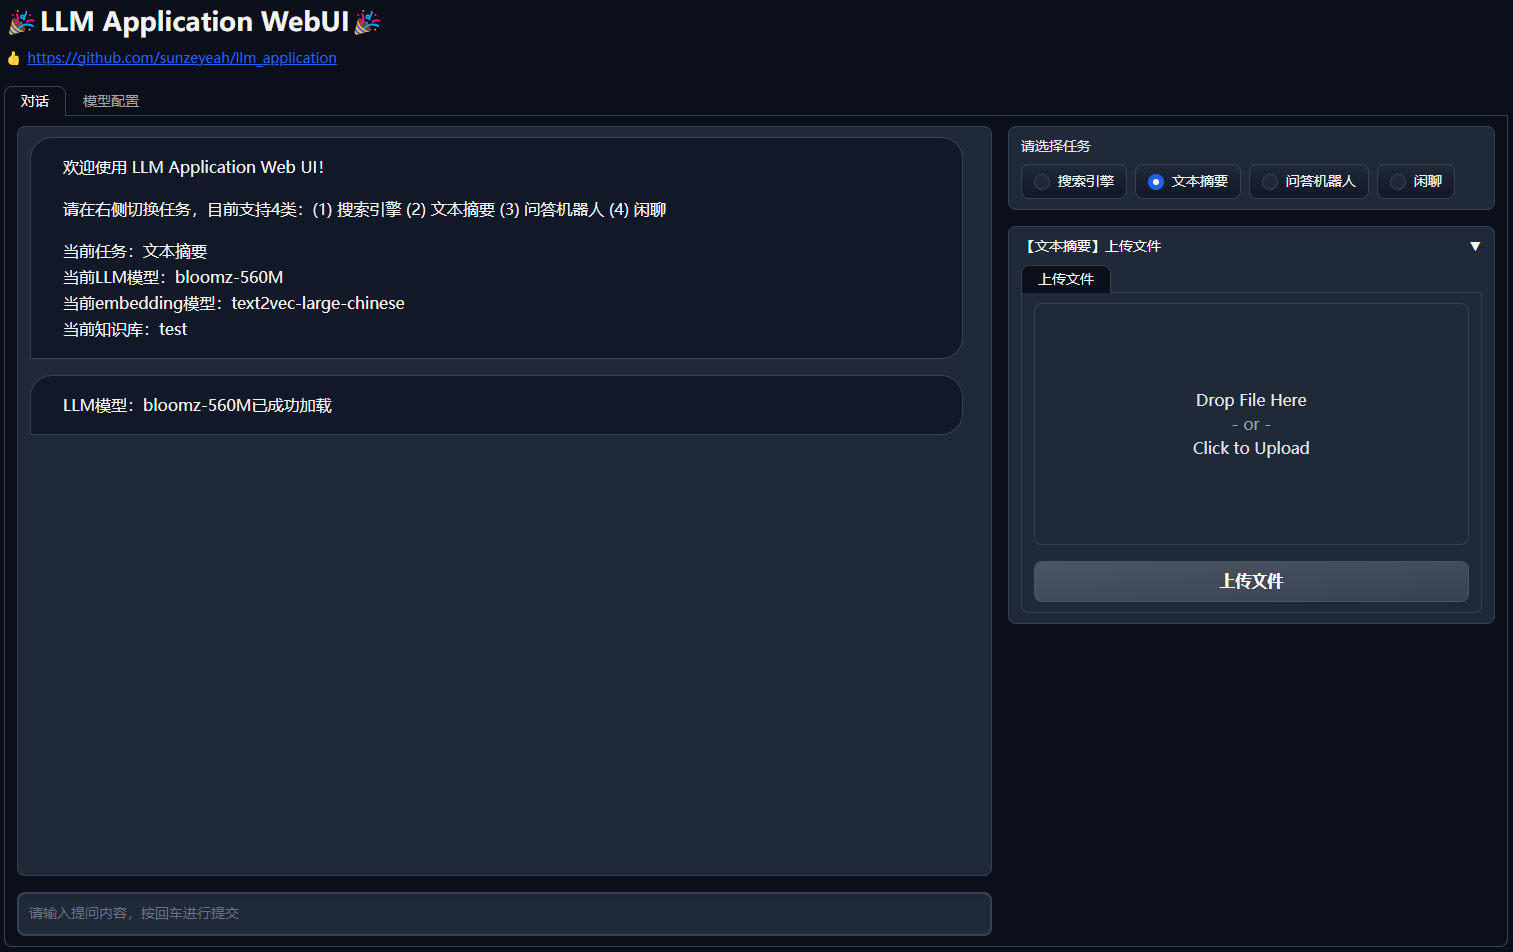 🎉LLM Application WebUI🎉
👍 https://github.com/sunzeyeah/llm_application
对话
模型配置
欢迎使用 LLM Application Web UI！
请在右侧切换任务，目前支持4类：(1) 搜索引擎 (2) 文本摘要 (3) 问答机器人 (4) 闲聊
当前任务：文本摘要
当前LLM模型：bloomz-560M
当前embedding模型：text2vec-large-chinese
当前知识库：test
LLM模型：bloomz-560M已成功加载
请输入提问内容，按回车进行提交
请选择任务
搜索引擎
文本摘要
问答机器人
闲聊
【文本摘要】上传文件
▼
上传文件
Drop File Here
- or -
Click to Upload
上传文件